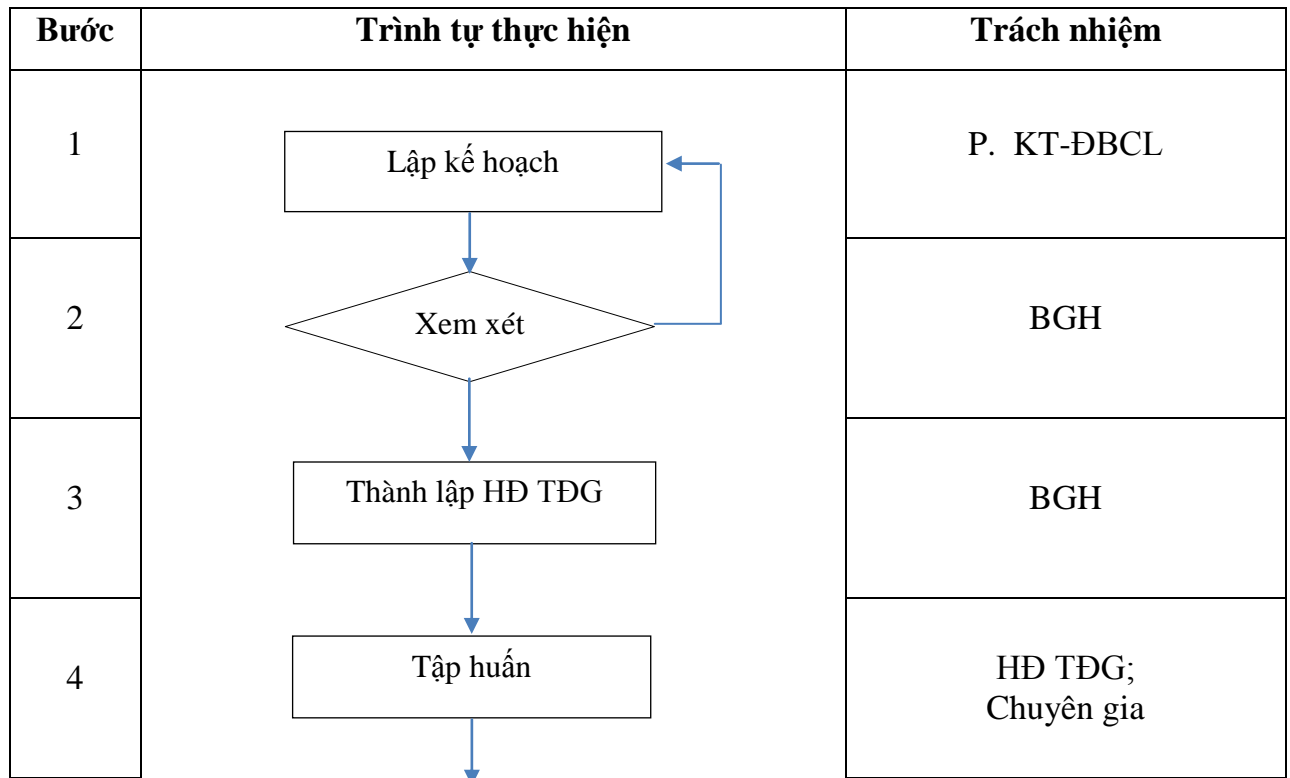 Bước Trình tự thực hiện Trách nhiệm
1 Lập kế hoạch P. KT-ĐBCL
2 Xem xét BGH
3 Thành lập HĐ TĐG BGH
4 Tập huấn HĐ TĐG;
Chuyên gia